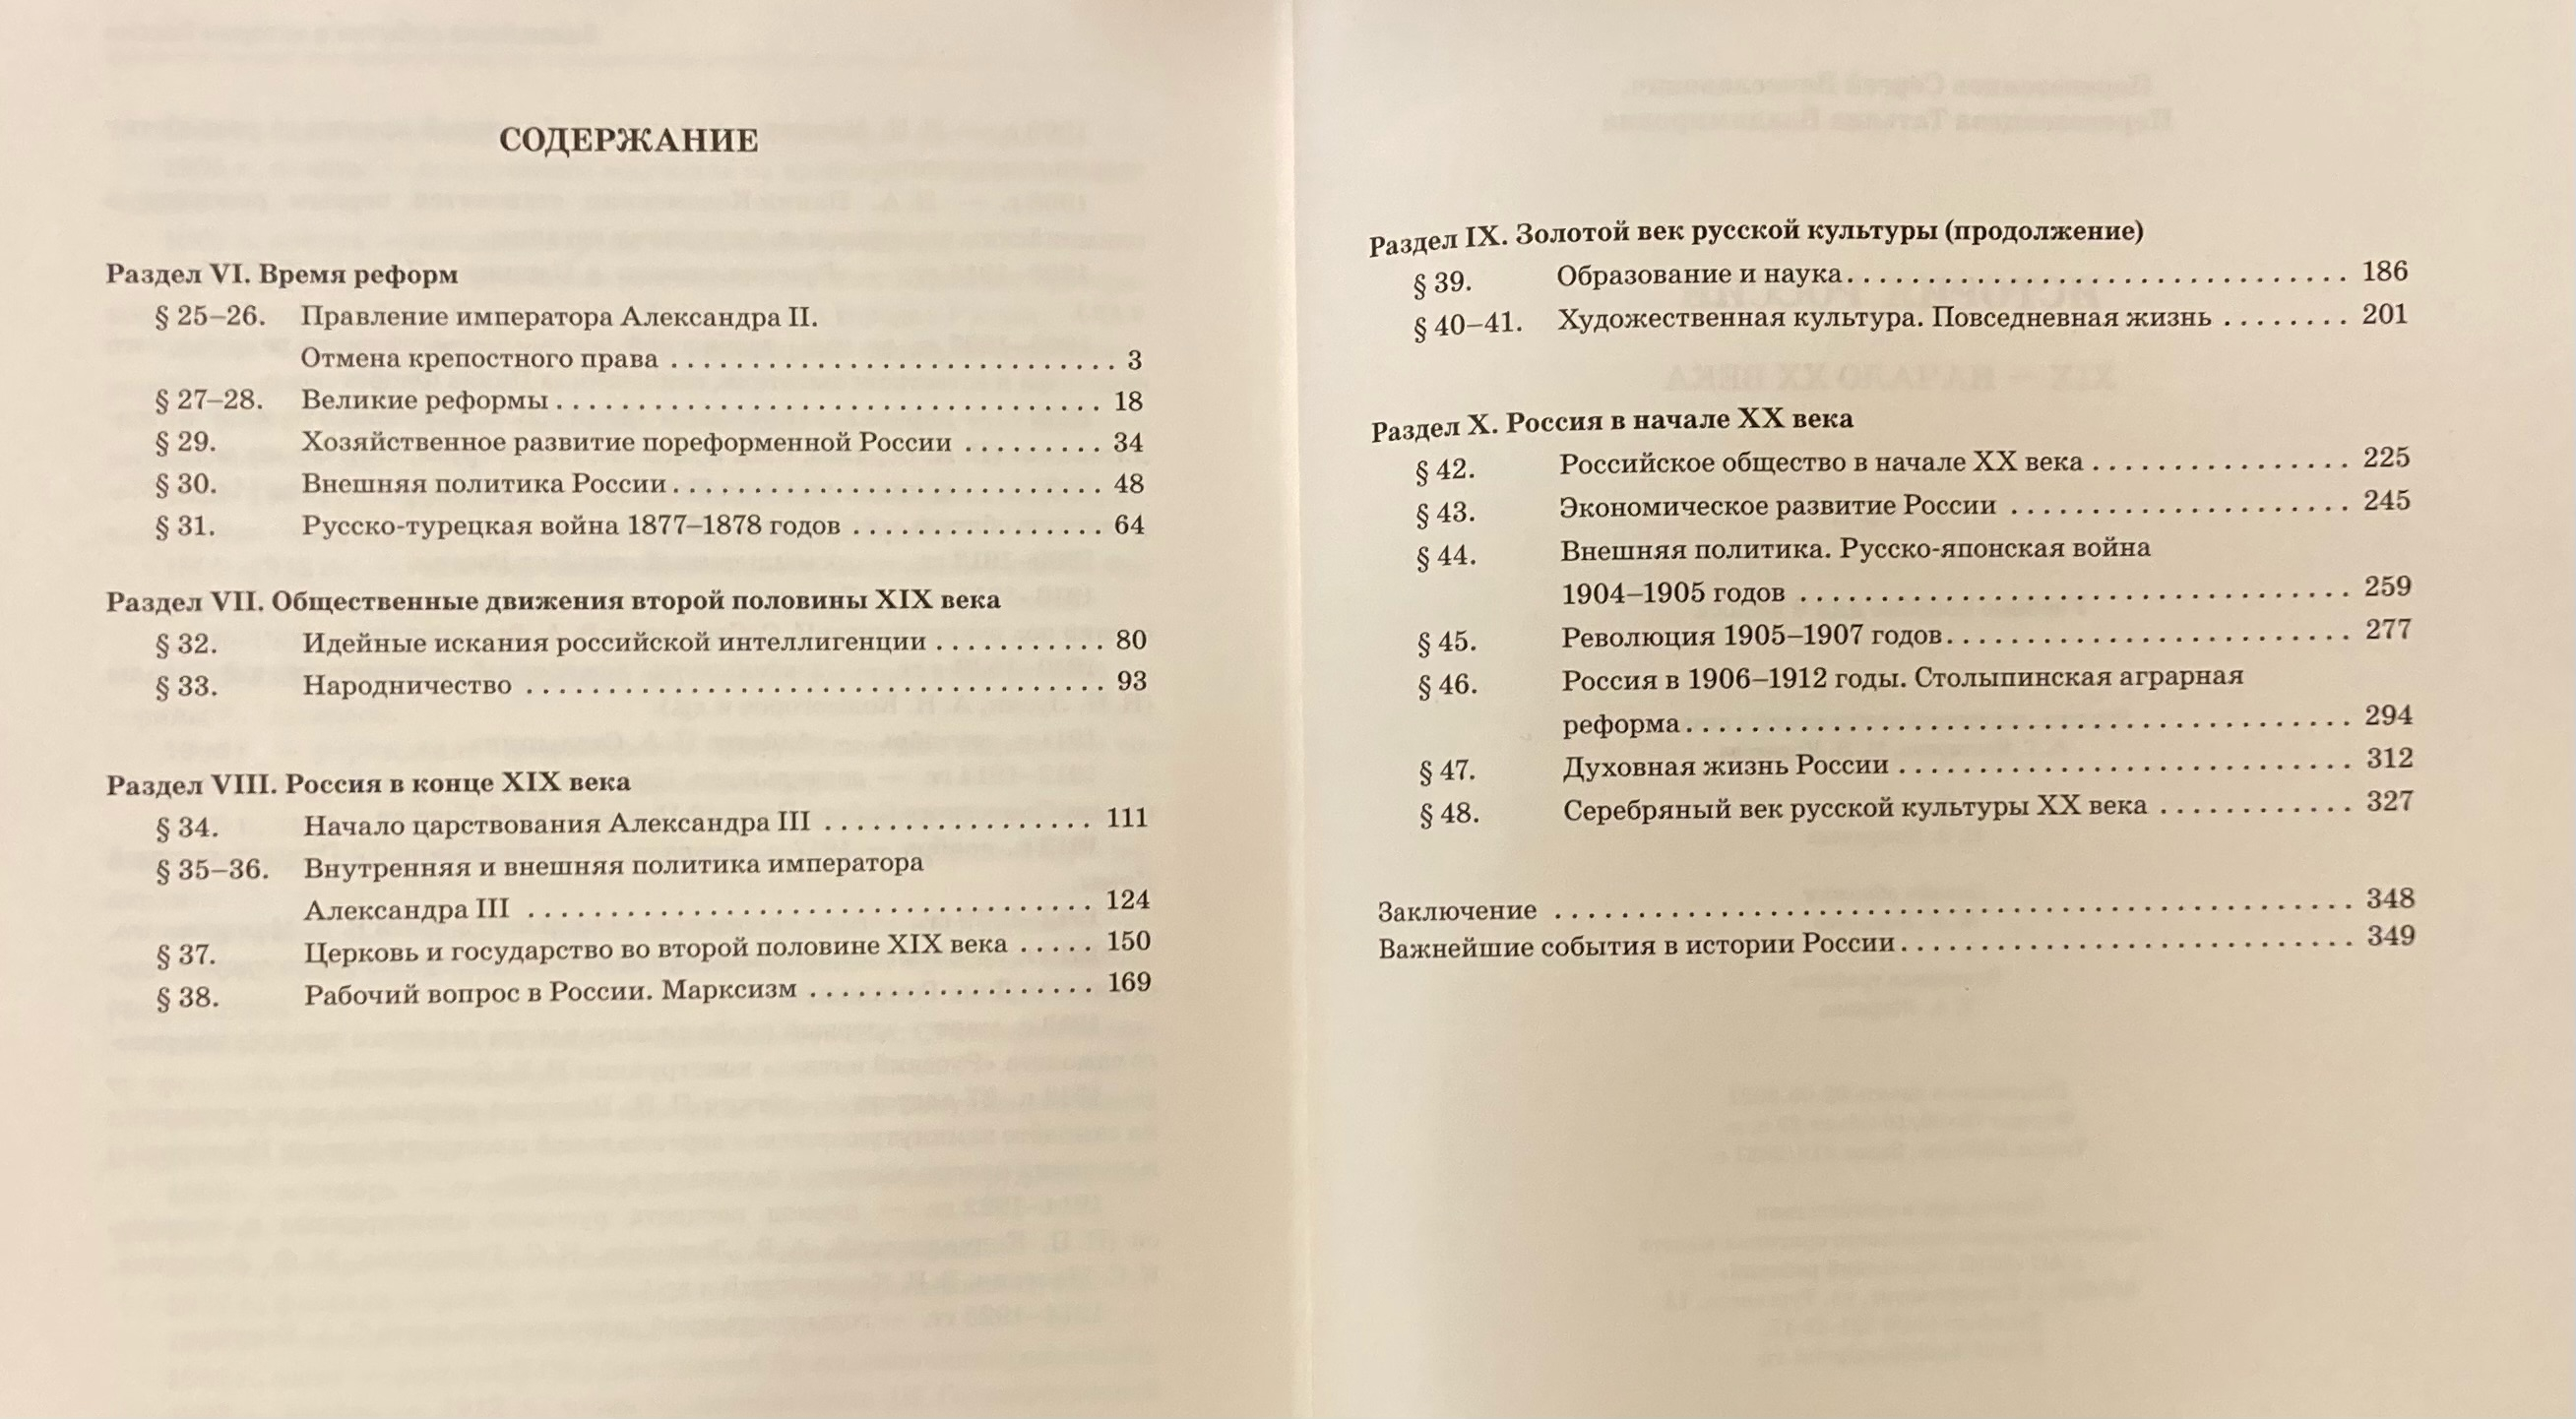 СОДЕРЖАНИЕ
Раздел VI. Время реформ
§ 25–26. Правление императора Александра II.
Отмена крепостного права . . . . . . . . . . . . . . . . . . . . . . . . . . . . 3
§ 27–28. Великие реформы . . . . . . . . . . . . . . . . . . . . . . . . . . . . . . . . . . 18
§ 29. Хозяйственное развитие пореформенной России . . . . . . . . . 34
§ 30. Внешняя политика России . . . . . . . . . . . . . . . . . . . . . . . . . . . 48
§ 31. Русско-турецкая война 1877–1878 годов . . . . . . . . . . . . . . . . 64
Раздел VII. Общественные движения второй половины XIX века
§ 32. Идейные искания российской интеллигенции . . . . . . . . . . . 80
§ 33. Народничество . . . . . . . . . . . . . . . . . . . . . . . . . . . . . . . . . . . . 93
Раздел VIII. Россия в конце XIX века
§ 34. Начало царствования Александра III . . . . . . . . . . . . . . . . . 111
§ 35–36. Внутренняя и внешняя политика императора
Александра III . . . . . . . . . . . . . . . . . . . . . . . . . . . . . . . . . . . 124
§ 37. Церковь и государство во второй половине XIX века . . . . . 150
§ 38. Рабочий вопрос в России. Марксизм . . . . . . . . . . . . . . . . . . 169
Раздел IX. Золотой век русской культуры (продолжение)
§ 39. Образование и наука . . . . . . . . . . . . . . . . . . . . . . . . . . . . . . . 186
§ 40–41. Художественная культура. Повседневная жизнь . . . . . . . . 201
Раздел X. Россия в начале XX века
§ 42. Российское общество в начале XX века . . . . . . . . . . . . . . . . 225
§ 43. Экономическое развитие России . . . . . . . . . . . . . . . . . . . . . 245
§ 44. Внешняя политика. Русско-японская война
1904–1905 годов . . . . . . . . . . . . . . . . . . . . . . . . . . . . . . . . . . 259
§ 45. Революция 1905–1907 годов . . . . . . . . . . . . . . . . . . . . . . . . . 277
§ 46. Россия в 1906–1912 годы. Столыпинская аграрная
реформа . . . . . . . . . . . . . . . . . . . . . . . . . . . . . . . . . . . . . . . . . 294
§ 47. Духовная жизнь России . . . . . . . . . . . . . . . . . . . . . . . . . . . . 312
§ 48. Серебряный век русской культуры XX века . . . . . . . . . . . . 327
Заключение . . . . . . . . . . . . . . . . . . . . . . . . . . . . . . . . . . . . . . . . . . . . . . . . . 348
Важнейшие события в истории России . . . . . . . . . . . . . . . . . . . . . . . . . . . . 349